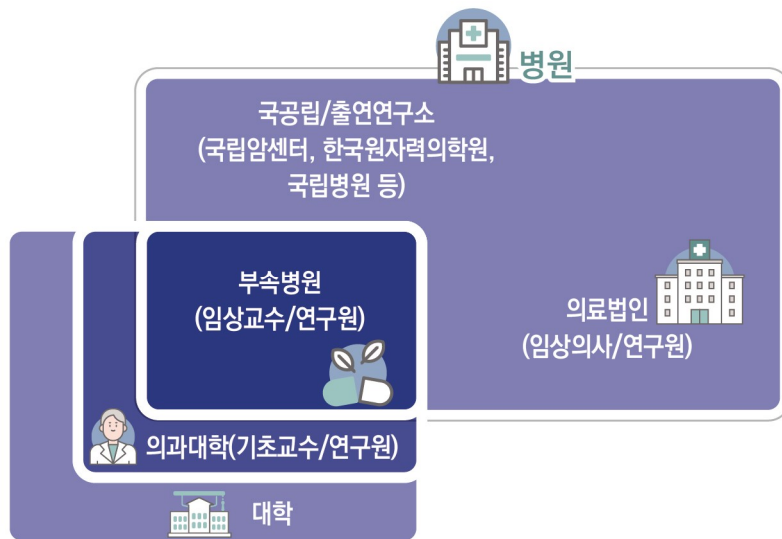 병원
국공립/출연연구소
(국립암센터, 한국원자력의학원,
국립병원 등)
부속병원
(임상교수/연구원)
의료법인
(임상의사/연구원)
의과대학(기초교수/연구원)
대학